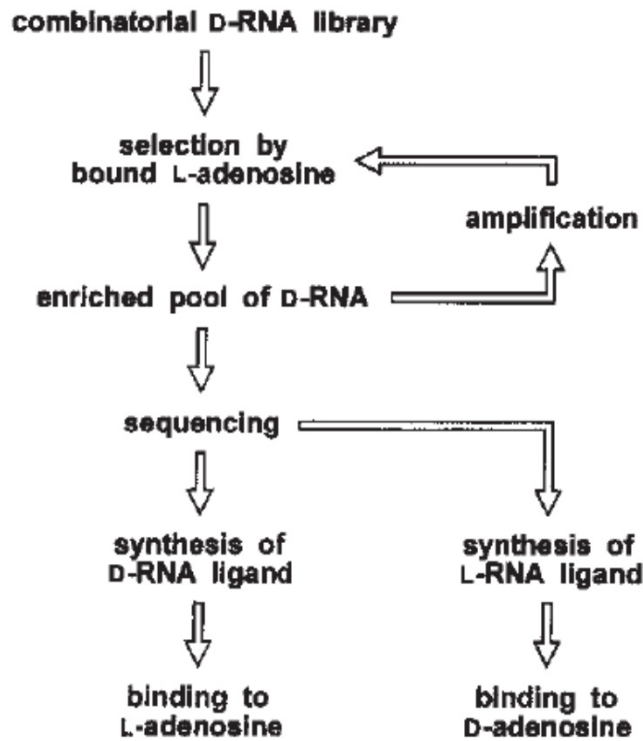 combinatorial D-RNA library
selection by
bound L-adenosine
amplification
enriched pool of D-RNA
sequencing
synthesis of
D-RNA ligand
synthesis of
L-RNA ligand
binding to
L-adenosine
binding to
D-adenosine